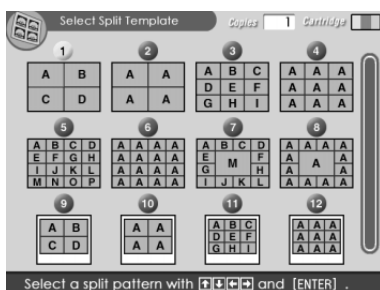 Select Split Template Copies 1 Cartridge
1 2 3 4
A B A A A B C A A A
C D A A D E F A A A
G H I A A A
5 6 7 8
A B C D A A A A A B C D A A A A
E F G H A A A A E M F A A A
I J K L A A A A G H A A
M N O P A A A A I J K L A A A A
9 10 11 12
A B A A A B C A A A
C D A A D E F A A A
G H I A A A
Select a split pattern with ↑↓←→ and [ENTER] .